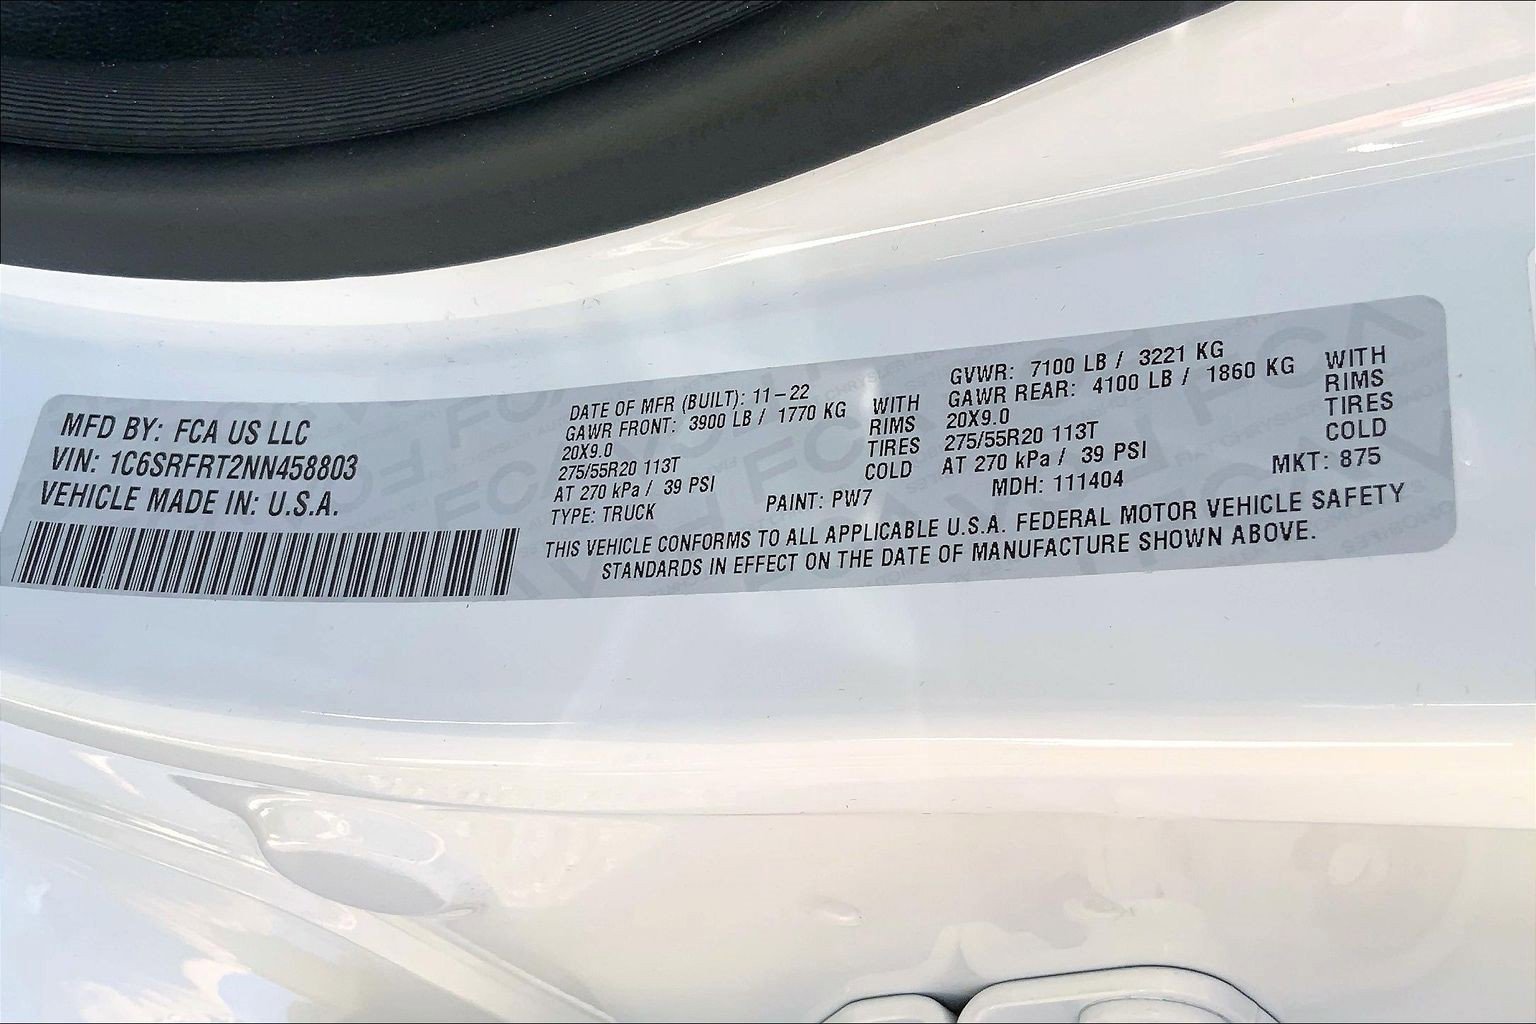 MFD BY: FCA US LLC
VIN: 1C6SRFRT2NN458803
VEHICLE MADE IN: U.S.A.
DATE OF MFR (BUILT): 11-22
GAWR FRONT: 3900 LB / 1770 KG WITH
20X9.0 RIMS
275/55R20 113T TIRES
AT 270 kPa / 39 PSI COLD
TYPE: TRUCK
PAINT: PW7
GVWR: 7100 LB / 3221 KG
GAWR REAR: 4100 LB / 1860 KG WITH
20X9.0 RIMS
275/55R20 113T TIRES
AT 270 kPa / 39 PSI COLD
MDH: 111404
MKT: 875
THIS VEHICLE CONFORMS TO ALL APPLICABLE U.S.A. FEDERAL MOTOR VEHICLE SAFETY
STANDARDS IN EFFECT ON THE DATE OF MANUFACTURE SHOWN ABOVE.